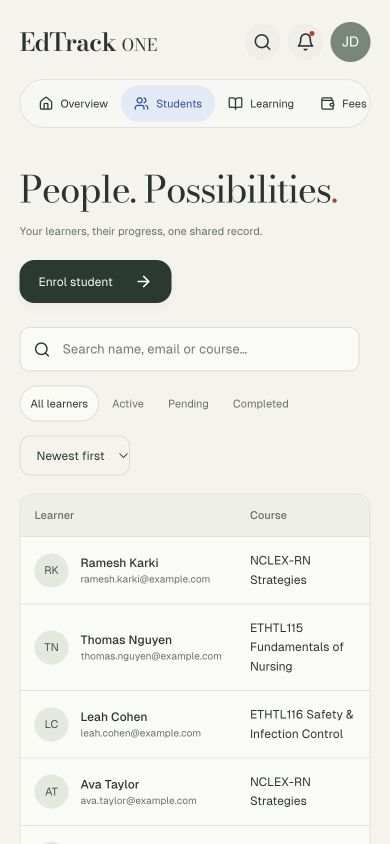 EdTrack ONE
JD
Overview Students Learning Fees
People. Possibilities.
Your learners, their progress, one shared record.
Enrol student
Search name, email or course...
All learners Active Pending Completed
Newest first
Learner Course
RK Ramesh Karki
ramesh.karki@example.com
NCLEX-RN
Strategies
TN Thomas Nguyen
thomas.nguyen@example.com
ETHTL115
Fundamentals of
Nursing
LC Leah Cohen
leah.cohen@example.com
ETHTL116 Safety &
Infection Control
AT Ava Taylor
ava.taylor@example.com
NCLEX-RN
Strategies